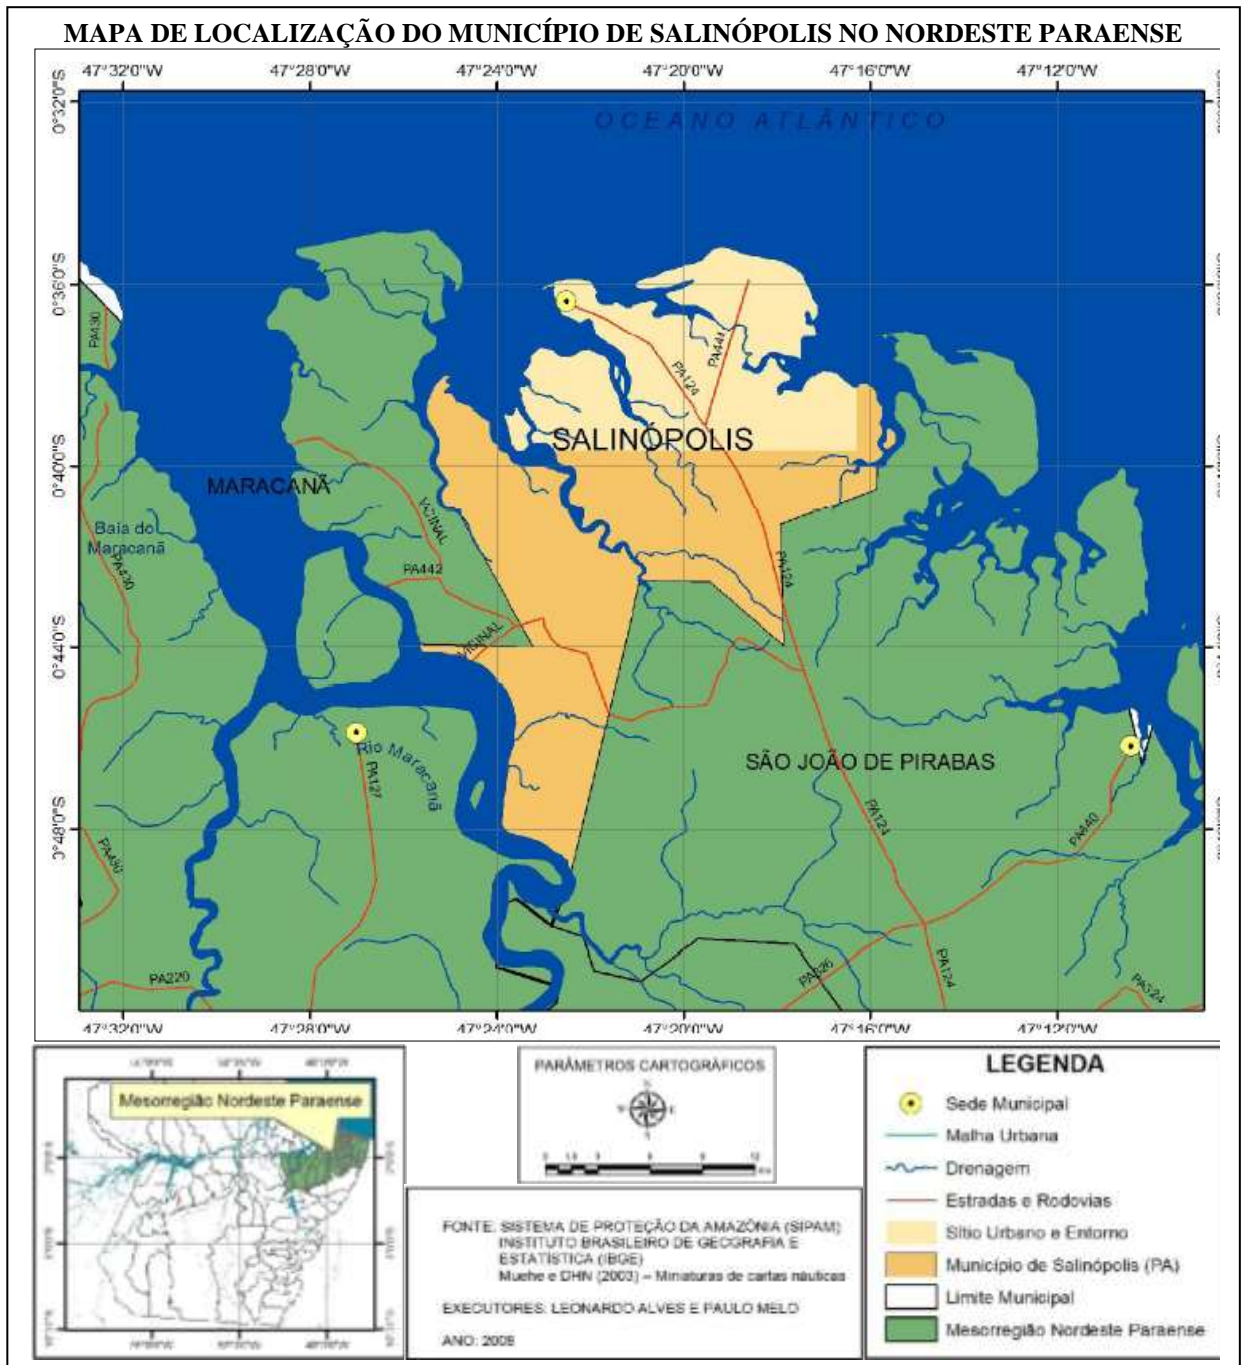 MAPA DE LOCALIZAÇÃO DO MUNICÍPIO DE SALINÓPOLIS NO NORDESTE PARAENSE
47°32'0"W 47°28'0"W 47°24'0"W 47°20'0"W 47°16'0"W 47°12'0"W
0°32'0"S
OCEANO ATLÂNTICO
0°36'0"S
PA430
PA124
PA441
SALINÓPOLIS
0°40'0"S
MARACANÃ
VICINAL
Baía do
Maracanã
PA430
PA442
PA124
0°44'0"S
VICINAL
Rio Maracanã
PA127
SÃO JOÃO DE PIRABAS
0°48'0"S
PA430
PA124
PA440
PA220
PA326
PA124
PA324
47°32'0"W 47°28'0"W 47°24'0"W 47°20'0"W 47°16'0"W 47°12'0"W
Mesorregião Nordeste Paraense
PARÂMETROS CARTOGRÁFICOS
N
S
FONTE: SISTEMA DE PROTEÇÃO DA AMAZÔNIA (SIPAM)
INSTITUTO BRASILEIRO DE GEOGRAFIA E
ESTATÍSTICA (IBGE)
Muehe e DHN (2003) – Miniaturas de cartas náuticas
EXECUTORES: LEONARDO ALVES E PAULO MELO
ANO:
LEGENDA
Sede Municipal
Malha Urbana
Drenagem
Estradas e Rodovias
Sítio Urbano e Entorno
Município de Salinópolis (PA)
Limite Municipal
Mesorregião Nordeste Paraense